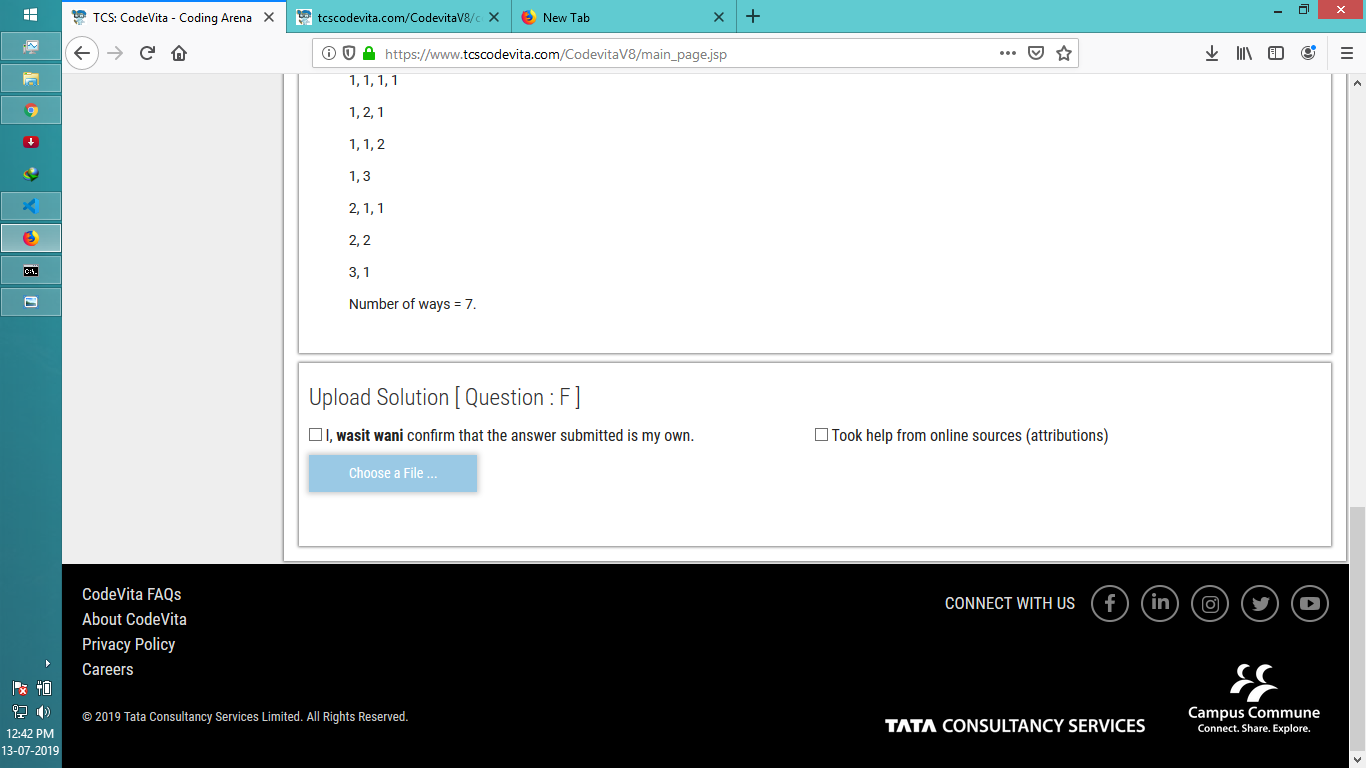 TCS: CodeVita - Coding Arena
tcscodevita.com/CodevitaV8/
New Tab
https://www.tcscodevita.com/CodevitaV8/main_page.jsp
1, 1, 1, 1
1, 2, 1
1, 1, 2
1, 3
2, 1, 1
2, 2
3, 1
Number of ways = 7.
Upload Solution [ Question : F ]
I, wasit wani confirm that the answer submitted is my own.
Took help from online sources (attributions)
Choose a File ...
CodeVita FAQs
About CodeVita
Privacy Policy
Careers
CONNECT WITH US
© 2019 Tata Consultancy Services Limited. All Rights Reserved.
TATA CONSULTANCY SERVICES
Campus Commune
Connect. Share. Explore.
12:42 PM
13-07-2019